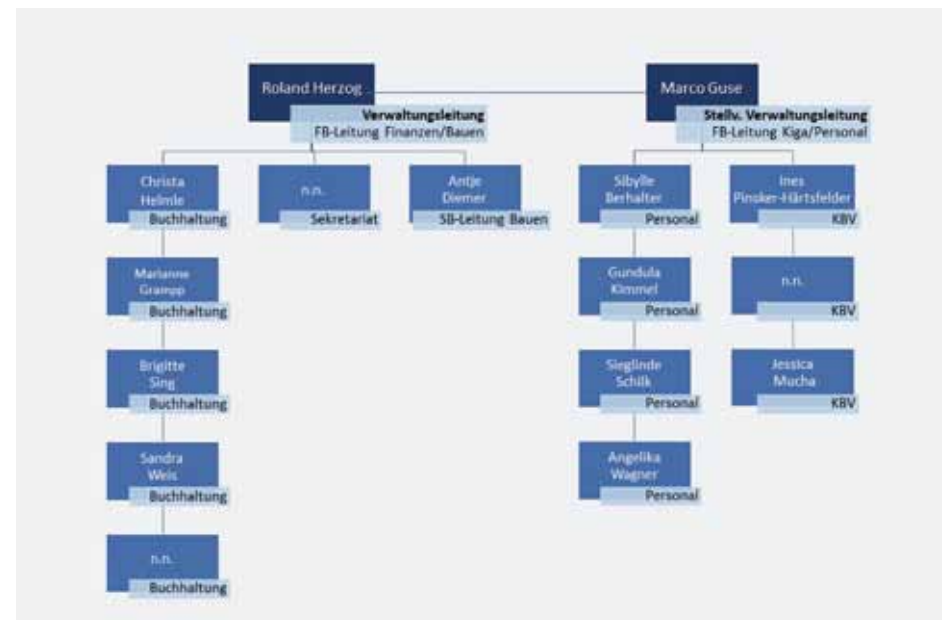 Roland Herzog
Verwaltungsleitung
FB-Leitung Finanzen/Bauen
Marco Guse
Stellv. Verwaltungsleitung
FB-Leitung Kiga/Personal
Christa
Helmle
Buchhaltung
n.n.
Sekretariat
Antje
Diemer
SB-Leitung Bauen
Sibylle
Berhalter
Personal
Ines
Pinsker-Härtsfelder
KBV
Marianne
Grampp
Buchhaltung
Gundula
Kimmel
Personal
n.n.
KBV
Brigitte
Sing
Buchhaltung
Sieglinde
Schilk
Personal
Jessica
Mucha
KBV
Sandra
Weis
Buchhaltung
Angelika
Wagner
Personal
n.n.
Buchhaltung